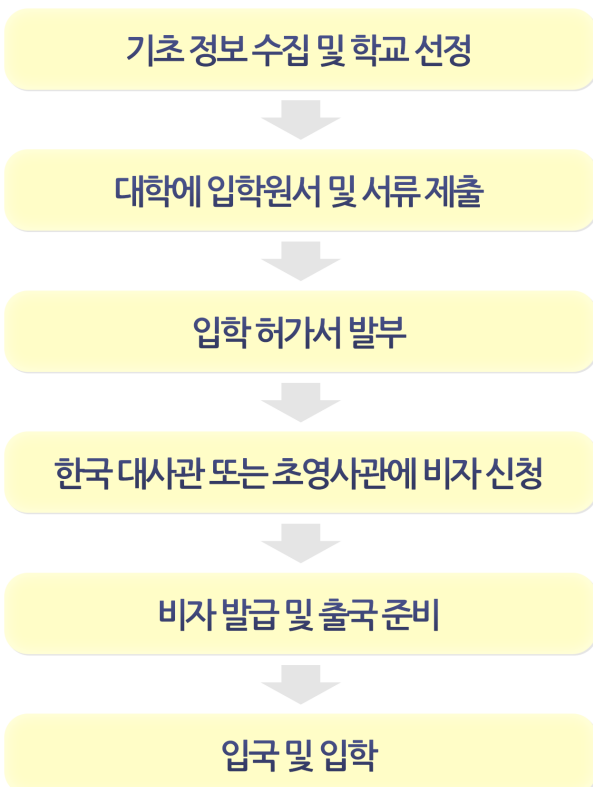 기초 정보 수집 및 학교 선정
대학에 입학원서 및 서류 제출
입학 허가서 발부
한국 대사관 또는 초영사관에 비자 신청
비자 발급 및 출국 준비
입국 및 입학